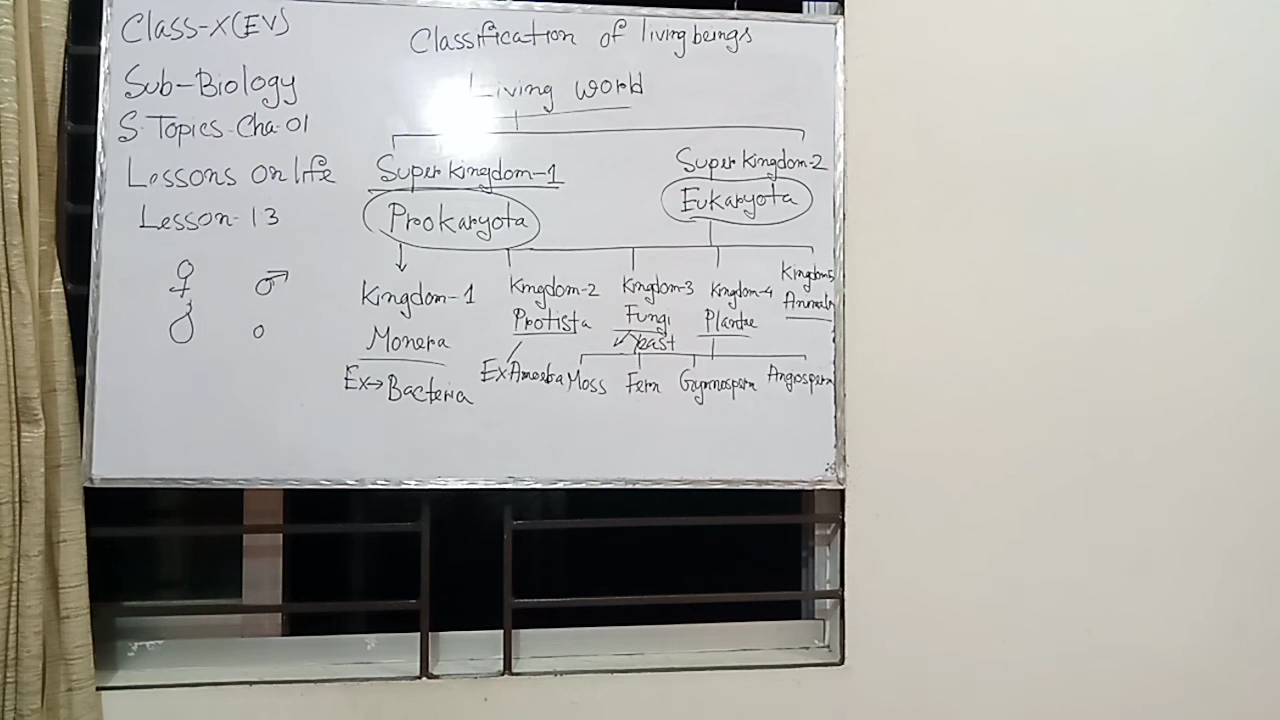 Class-X(EV)
Sub-Biology
S. Topics-Cha-01
Lessons on life
Lesson-13
Classification of living beings
Living world
Super kingdom-1
Prokaryota
Super kingdom-2
Eukaryota
Kingdom-1
Monera
Ex→Bacteria
Kingdom-2
Protista
Ex Amoeba
Kingdom-3
Fungi
Yeast
Kingdom-4
Plantae
Kingdom5
Moss Fern Gymnosperm Angiosperm